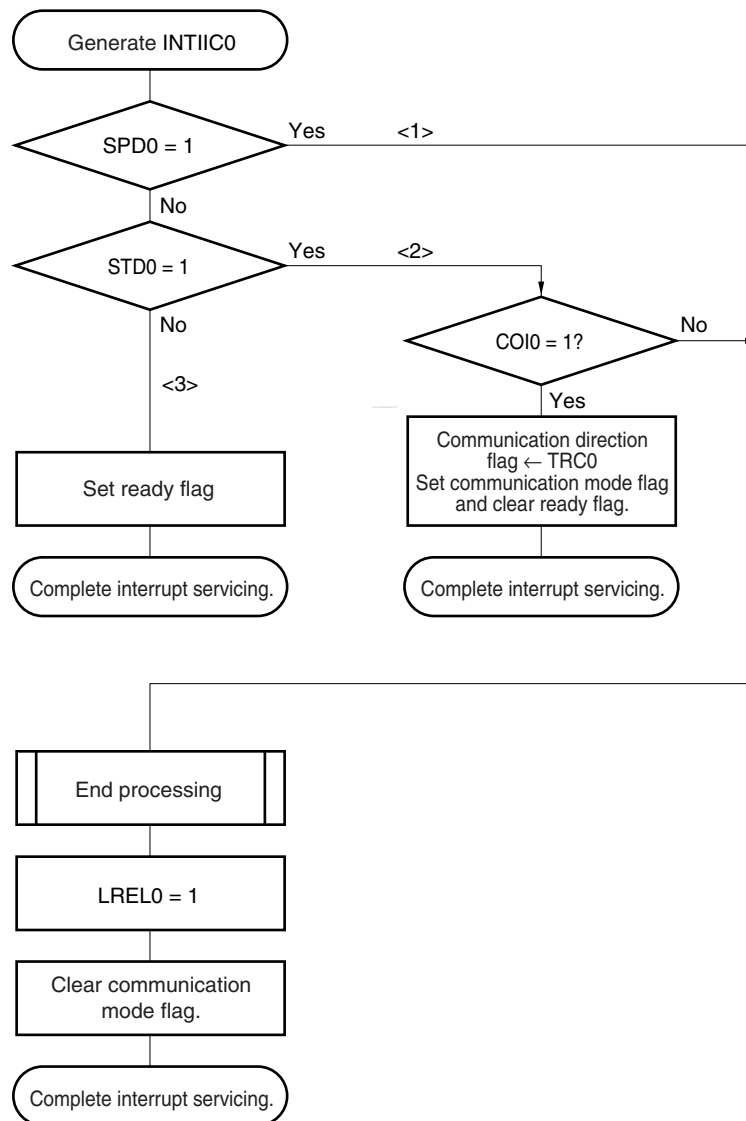 Generate INTIIC0
SPD0 = 1
Yes
<1>
No
STD0 = 1
Yes
<2>
No
COI0 = 1?
No
<3>
Yes
Set ready flag
Communication direction
flag ← TRC0
Set communication mode flag
and clear ready flag.
Complete interrupt servicing.
Complete interrupt servicing.
End processing
LREL0 = 1
Clear communication
mode flag.
Complete interrupt servicing.